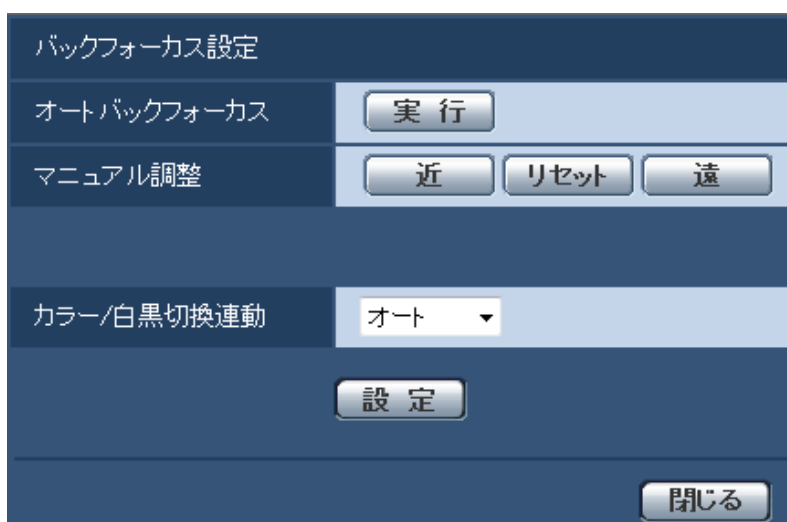 バックフォーカス設定
オートバックフォーカス 実 行
マニュアル調整 近 リセット 遠
カラー/白黒切換連動 オート
設 定
閉じる